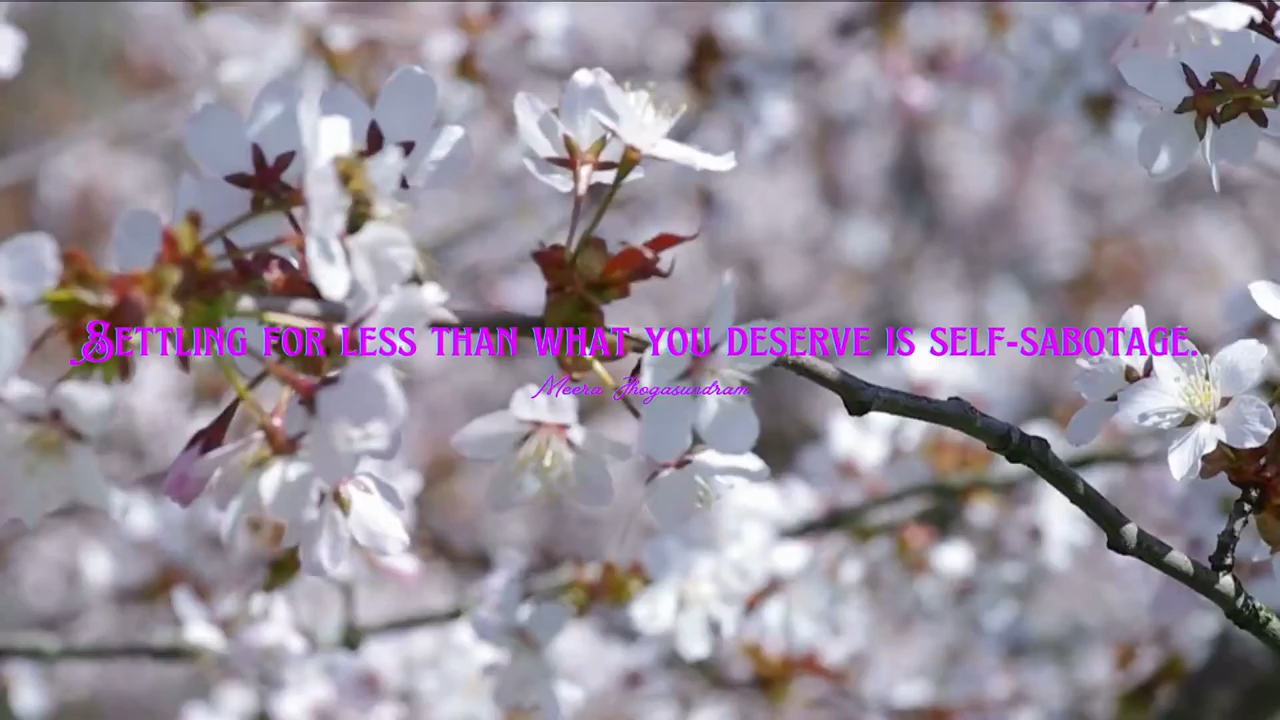 Settling for less than what you deserve is self-sabotage.
Meera Jhogasundram